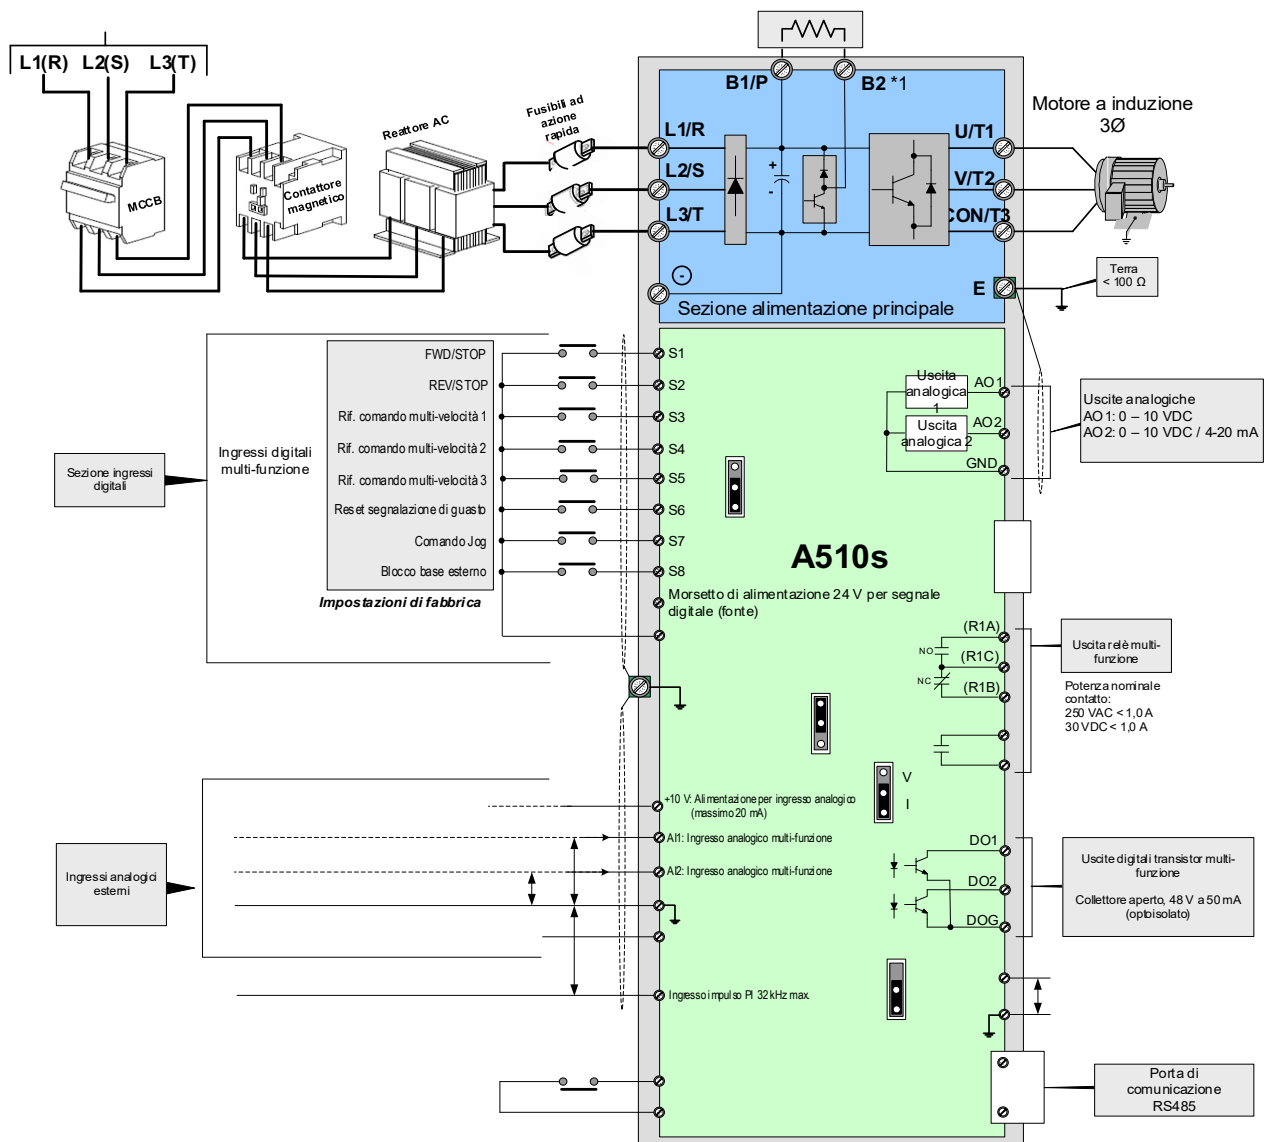 L1(R) L2(S) L3(T)
MCCB
Contattore
magnetico
Reattore AC
Fusibili ad
azione
rapida
B1/P
B2 *1
L1/R
L2/S
L3/T
+
-
U/T1
V/T2
CON/T3
Motore a induzione
3Ø
E
Terra
< 100 Ω
Sezione alimentazione principale
Sezione ingressi
digitali
Ingressi digitali
multi-funzione
FWD/STOP
REV/STOP
Rif. comando multi-velocità 1
Rif. comando multi-velocità 2
Rif. comando multi-velocità 3
Reset segnalazione di guasto
Comando Jog
Blocco base esterno
Impostazioni di fabbrica
S1
S2
S3
S4
S5
S6
S7
S8
Morsetto di alimentazione 24 V per segnale
digitale (fonte)
A510s
Uscita
analogica
1
Uscita
analogica 2
AO1
AO2
GND
Uscite analogiche
AO1: 0 – 10 VDC
AO2: 0 – 10 VDC / 4-20 mA
(R1A)
NO
(R1C)
NC
(R1B)
Uscita relè multi-
funzione
Potenza nominale
contatto:
250 VAC < 1,0 A
30 VDC < 1,0 A
V
I
Ingressi analogici
esterni
+10 V: Alimentazione per ingresso analogico
(massimo 20 mA)
AI1: Ingresso analogico multi-funzione
AI2: Ingresso analogico multi-funzione
Ingresso impulso PI 32 kHz max.
DO1
DO2
DOG
Uscite digitali transistor multi-
funzione
Collettore aperto, 48 V a 50 mA
(optoisolato)
Porta di
comunicazione
RS485